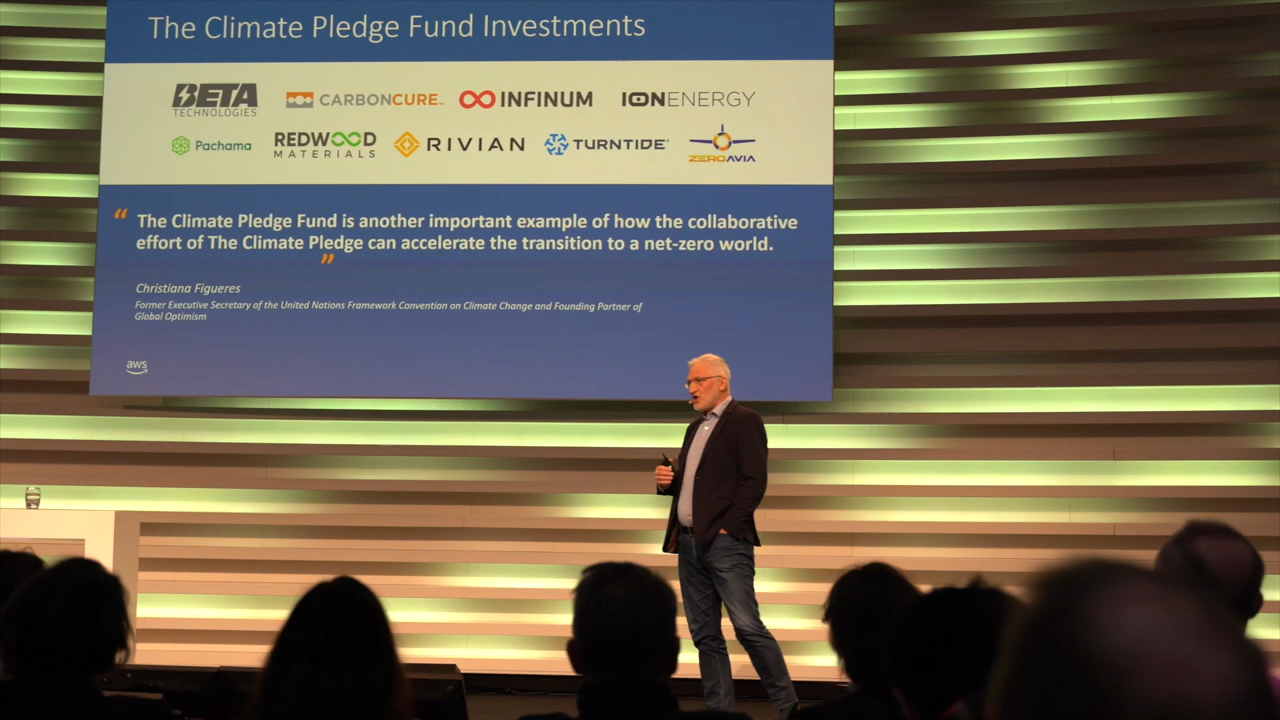 The Climate Pledge Fund Investments
BETA TECHNOLOGIES CARBONCURE™ INFINUM IONENERGY
Pachama REDWOOD MATERIALS RIVIAN TURNTIDE ZEROAVIA
“ The Climate Pledge Fund is another important example of how the collaborative
effort of The Climate Pledge can accelerate the transition to a net-zero world.
”
Christiana Figueres
Former Executive Secretary of the United Nations Framework Convention on Climate Change and Founding Partner of
Global Optimism
aws